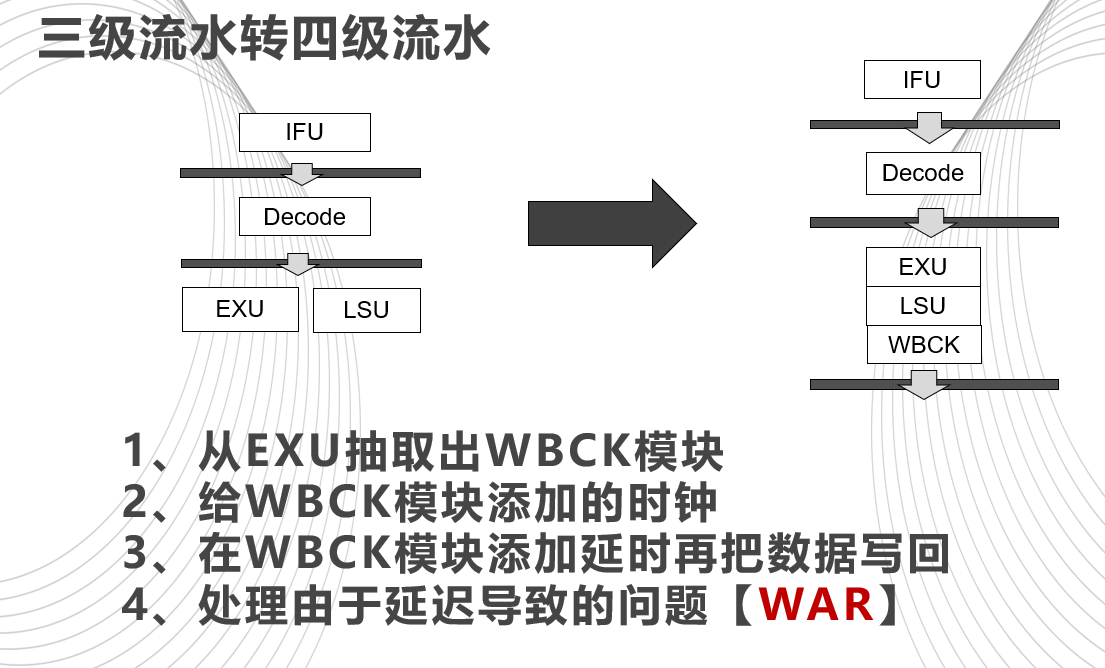 三级流水转四级流水
IFU
Decode
EXU
LSU
IFU
Decode
EXU
LSU
WBCK
1、从EXU抽取出WBCK模块
2、给WBCK模块添加的时钟
3、在WBCK模块添加延时再把数据写回
4、处理由于延迟导致的问题【WAR】